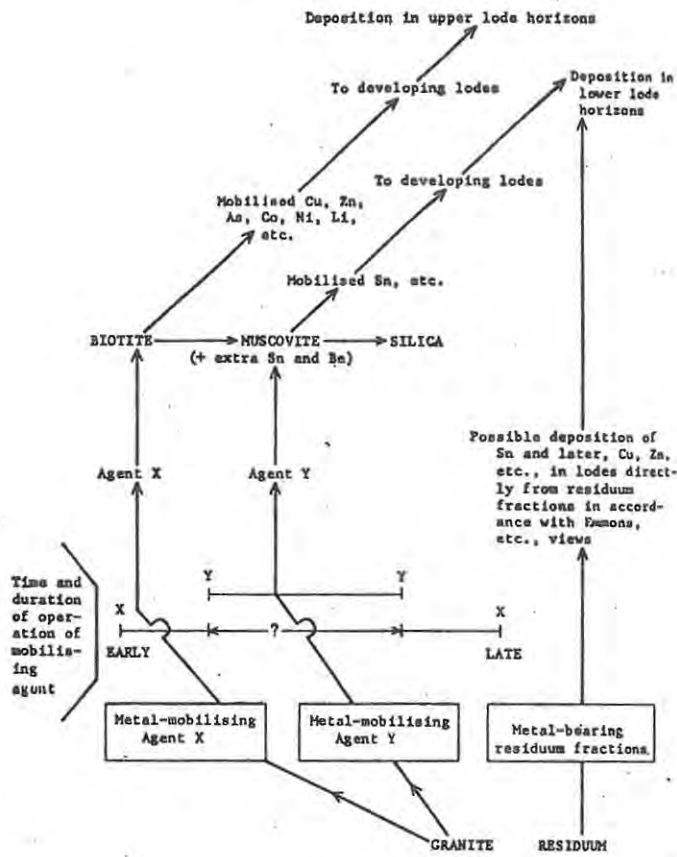 Deposition in upper lode horizons
Deposition in
lower lode
horizons
To developing lodes
To developing lodes
Mobilised Cu, Zn,
As, Co, Ni, Li,
etc.
Mobilised Sn, etc.
BIOTITE
MUSCOVITE
SILICA
(+ extra Sn and Be)
Possible deposition of
Sn and later, Cu, Zn,
etc., in lodes direct-
ly from residuum
fractions in accord-
ance with Emmons,
etc., views
Agent X
Agent Y
Time and
duration
of oper-
ation of
mobilis-
ing
agent
Y
Y
X
?
X
EARLY
LATE
Metal-mobilising
Agent X
Metal-mobilising
Agent Y
Metal-bearing
residuum fractions.
GRANITE
RESIDUUM